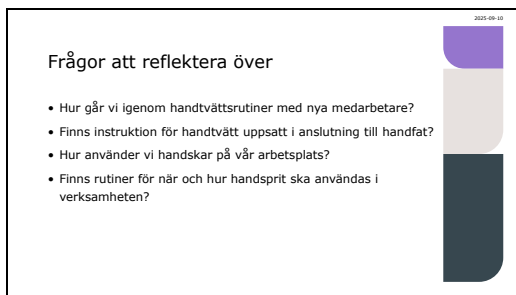 2025-09-10
Frågor att reflektera över
• Hur går vi igenom handtvättsrutiner med nya medarbetare?
• Finns instruktion för handtvätt uppsatt i anslutning till handfat?
• Hur använder vi handskar på vår arbetsplats?
• Finns rutiner för när och hur handsprit ska användas i
verksamheten?